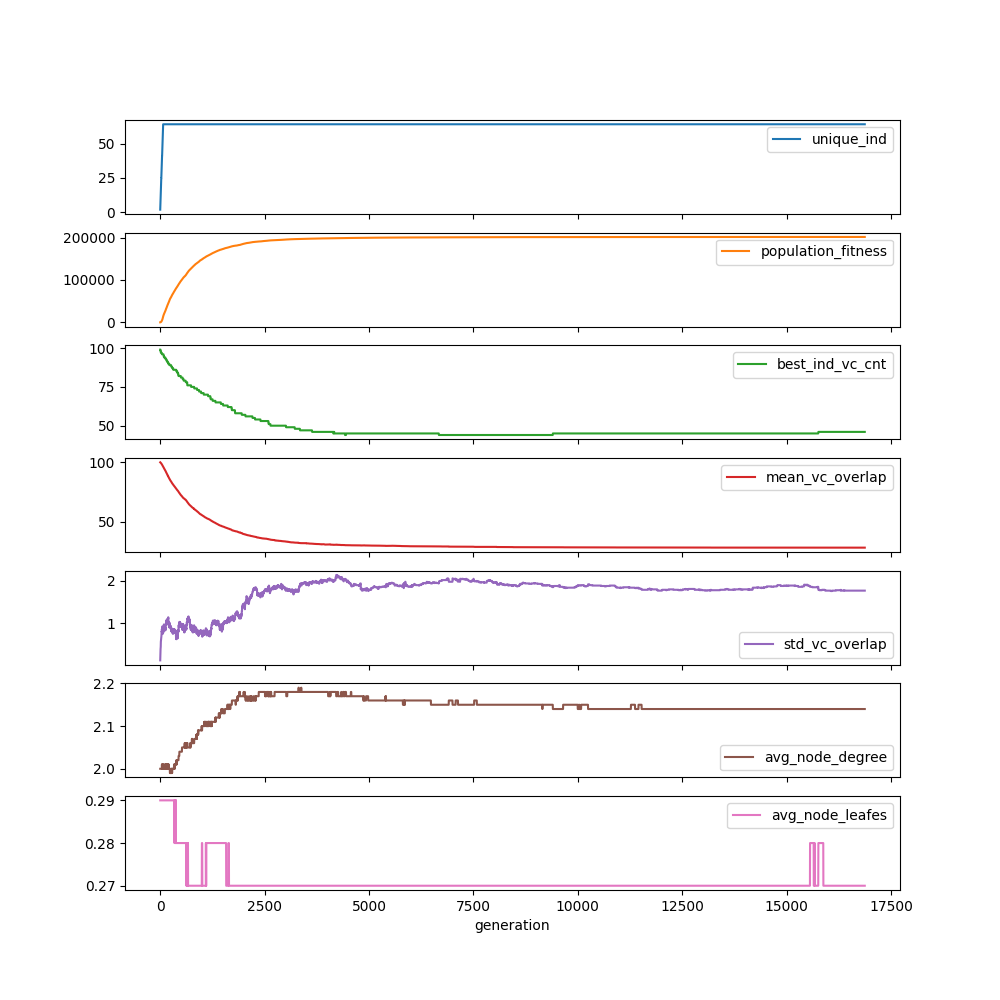 50
25
0
unique_ind
200000
100000
0
population_fitness
100
75
50
best_ind_vc_cnt
100
50
mean_vc_overlap
2
1
std_vc_overlap
2.2
2.1
2.0
avg_node_degree
0.29
0.28
0.27
avg_node_leafes
0 2500 5000 7500 10000 12500 15000 17500
generation